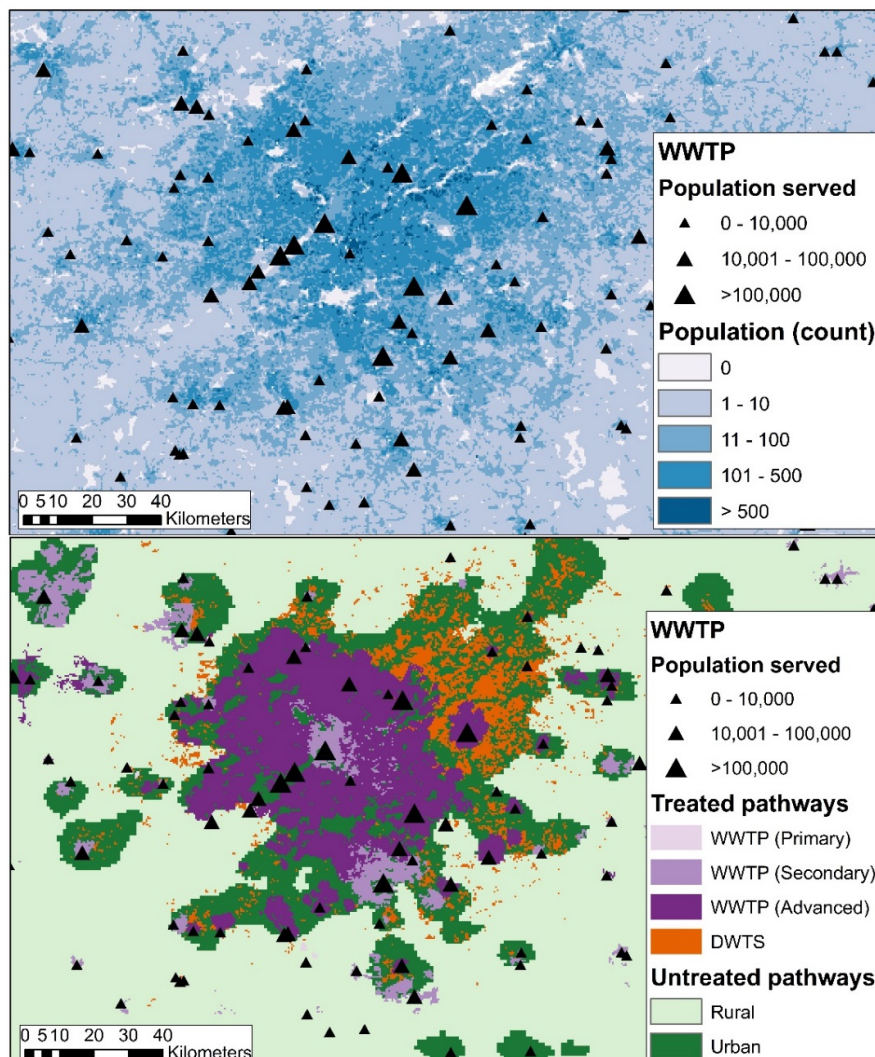 WWTP
Population served
0 - 10,000
10,001 - 100,000
>100,000
Population (count)
0
1 - 10
11 - 100
101 - 500
> 500
0 5 10 20 30 40
Kilometers
WWTP
Population served
0 - 10,000
10,001 - 100,000
>100,000
Treated pathways
WWTP (Primary)
WWTP (Secondary)
WWTP (Advanced)
DWTS
Untreated pathways
Rural
Urban
0 5 10 20 30 40
Kilometers